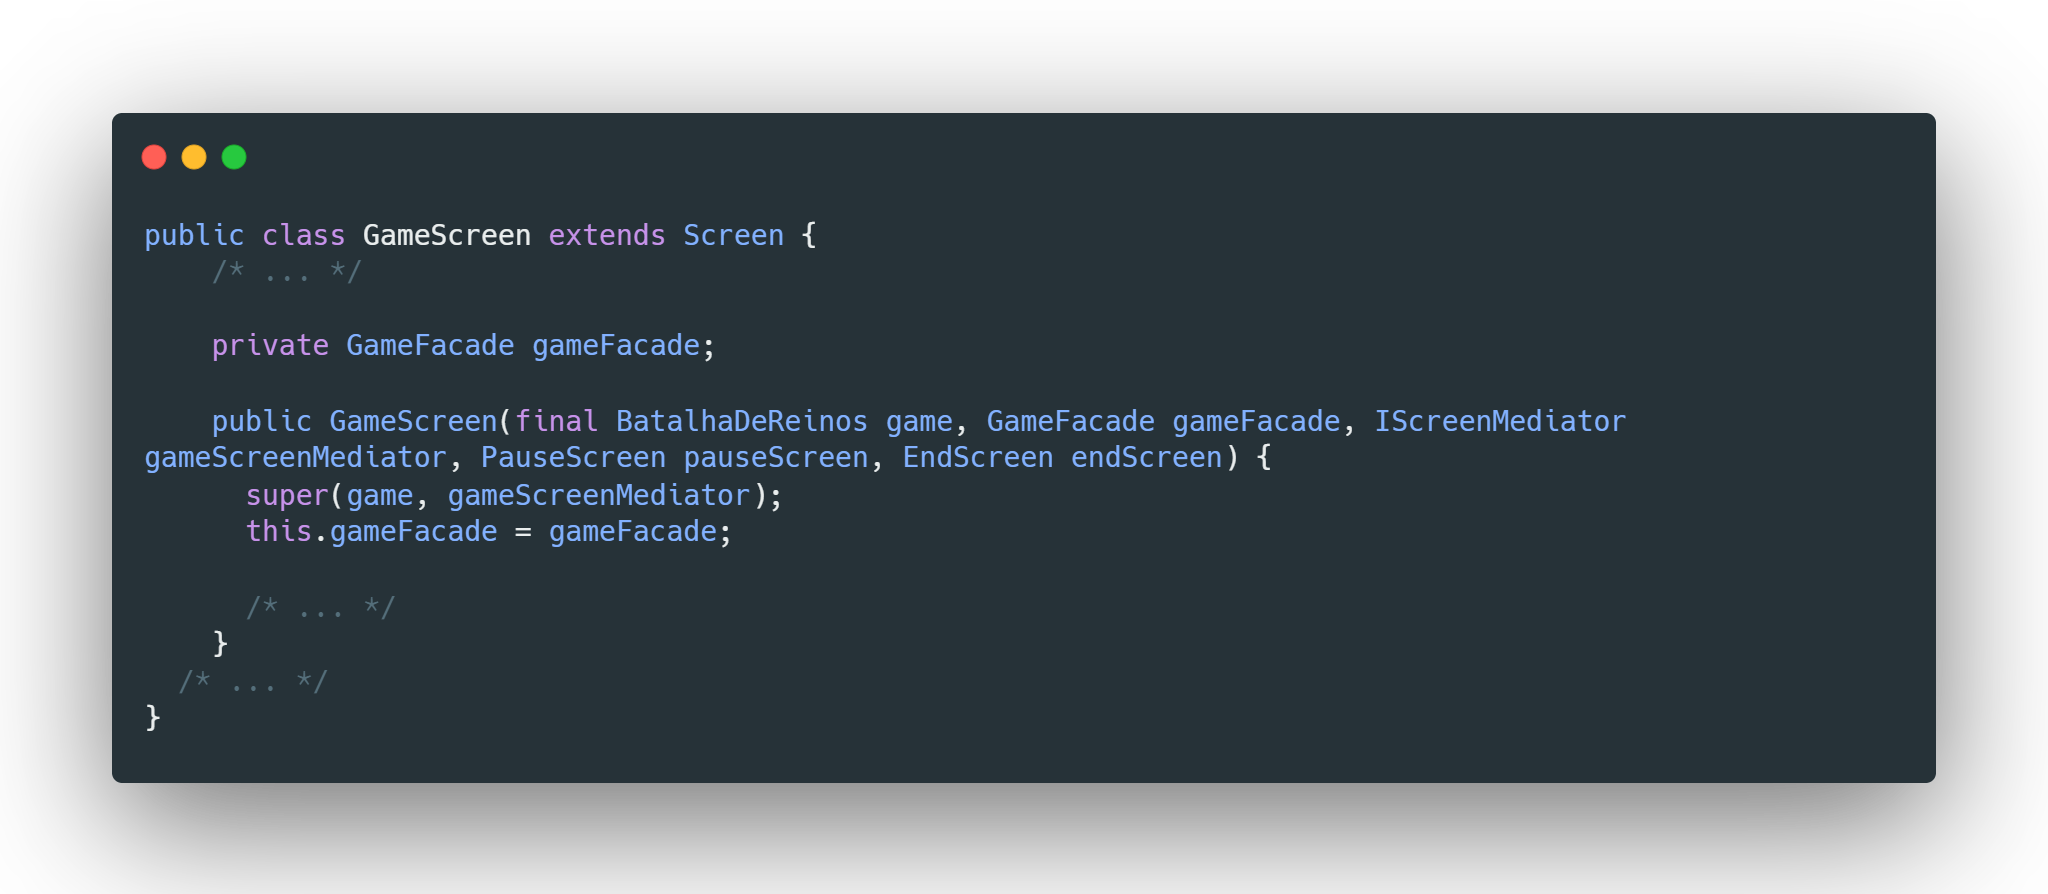 public class GameScreen extends Screen {
    /* ... */

    private GameFacade gameFacade;

    public GameScreen(final BatalhaDeReinos game, GameFacade gameFacade, IScreenMediator
gameScreenMediator, PauseScreen pauseScreen, EndScreen endScreen) {
      super(game, gameScreenMediator);
      this.gameFacade = gameFacade;

      /* ... */
    }
  /* ... */
}